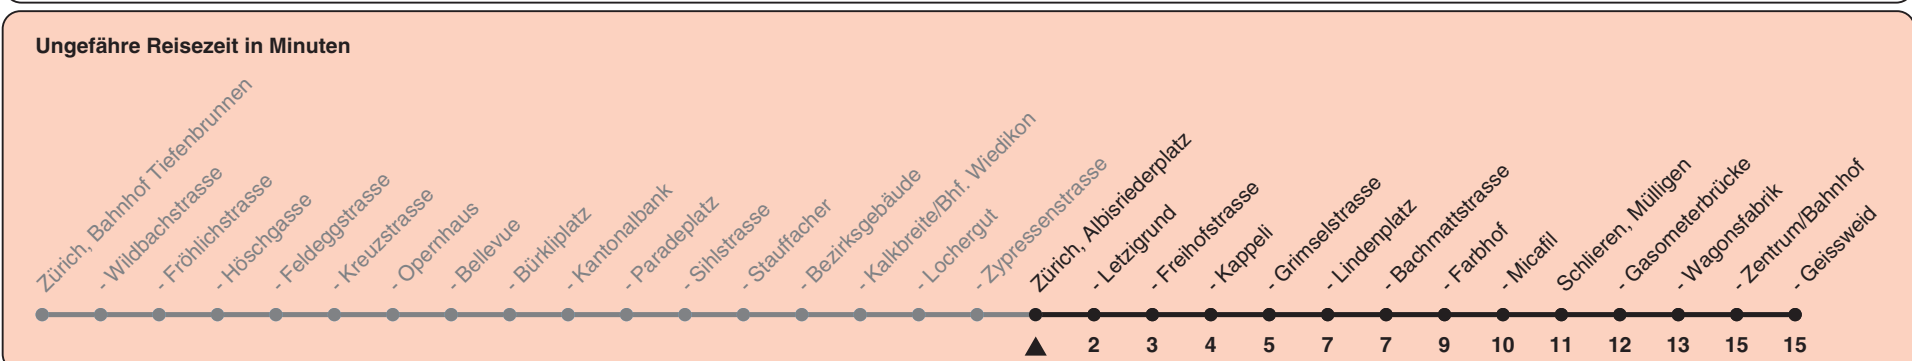 Ungefähre Reisezeit in Minuten
Zürich, Bahnhof Tiefenbrunnen
- Wildbachstrasse
- Fröhlichstrasse
- Höschgasse
- Feldeggstrasse
- Kreuzstrasse
- Opernhaus
- Bellevue
- Bürkliplatz
- Kantonalbank
- Paradeplatz
- Sihlstrasse
- Stauffacher
- Bezirksgebäude
- Kalkbreite/Bhf. Wiedikon
- Lochergut
- Zypressenstrasse
Zürich, Albisriederplatz
- Letzigrund
- Freihofstrasse
- Kappeli
- Grimselstrasse
- Lindenplatz
- Bachmattstrasse
- Farbhof
- Micafil
Schlieren, Mülligen
- Gasometerbrücke
- Wagonsfabrik
- Zentrum/Bahnhof
- Geissweid
2 3 4 5 7 7 9 10 11 12 13 15 15